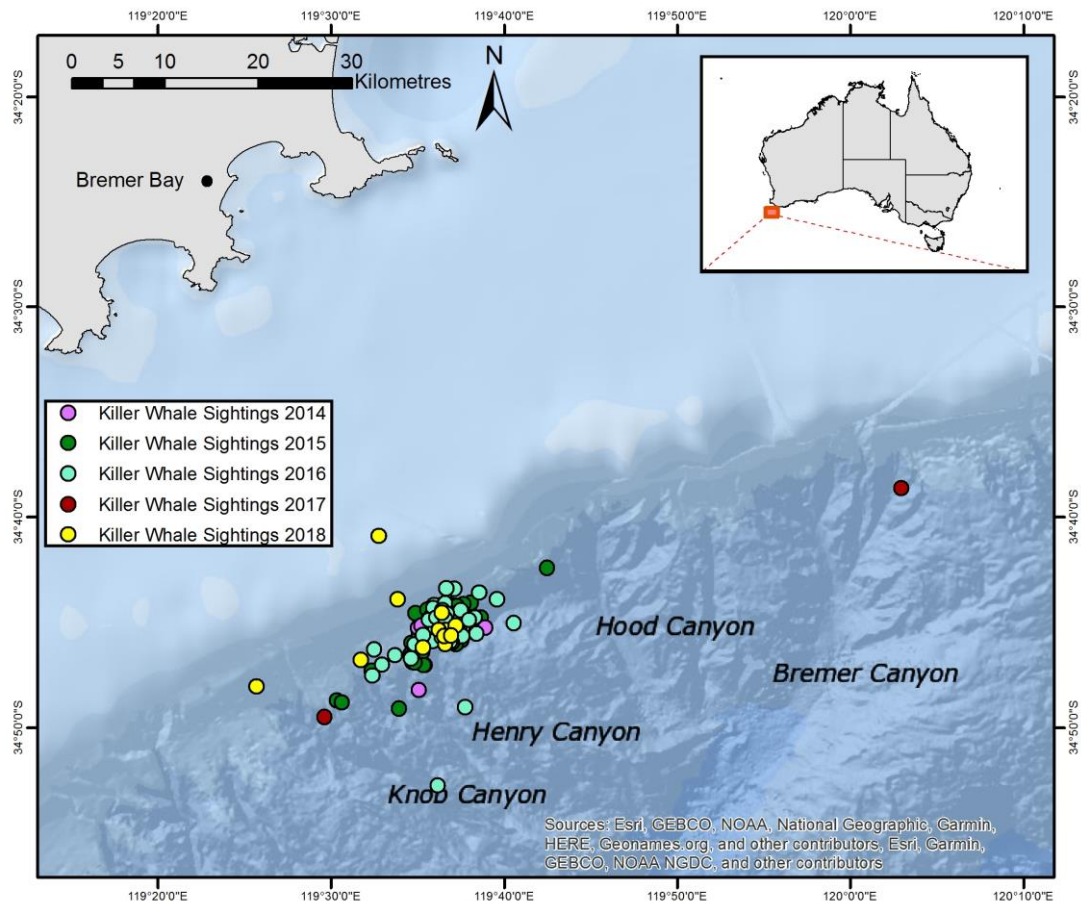 119°20'0"E
119°30'0"E
119°40'0"E
119°50'0"E
120°0'0"E
120°10'0"E
0 5 10 20 30
Kilometres
N
34°20'0"S
34°20'0"S
Bremer Bay
34°30'0"S
34°30'0"S
Killer Whale Sightings 2014
Killer Whale Sightings 2015
Killer Whale Sightings 2016
Killer Whale Sightings 2017
Killer Whale Sightings 2018
34°40'0"S
34°40'0"S
Hood Canyon
Bremer Canyon
Henry Canyon
34°50'0"S
34°50'0"S
Knob Canyon
Sources: Esri, GEBCO, NOAA, National Geographic, Garmin,
HERE, Geonames.org, and other contributors, Esri, Garmin,
GEBCO, NOAA NGDC, and other contributors
119°20'0"E
119°30'0"E
119°40'0"E
119°50'0"E
120°0'0"E
120°10'0"E